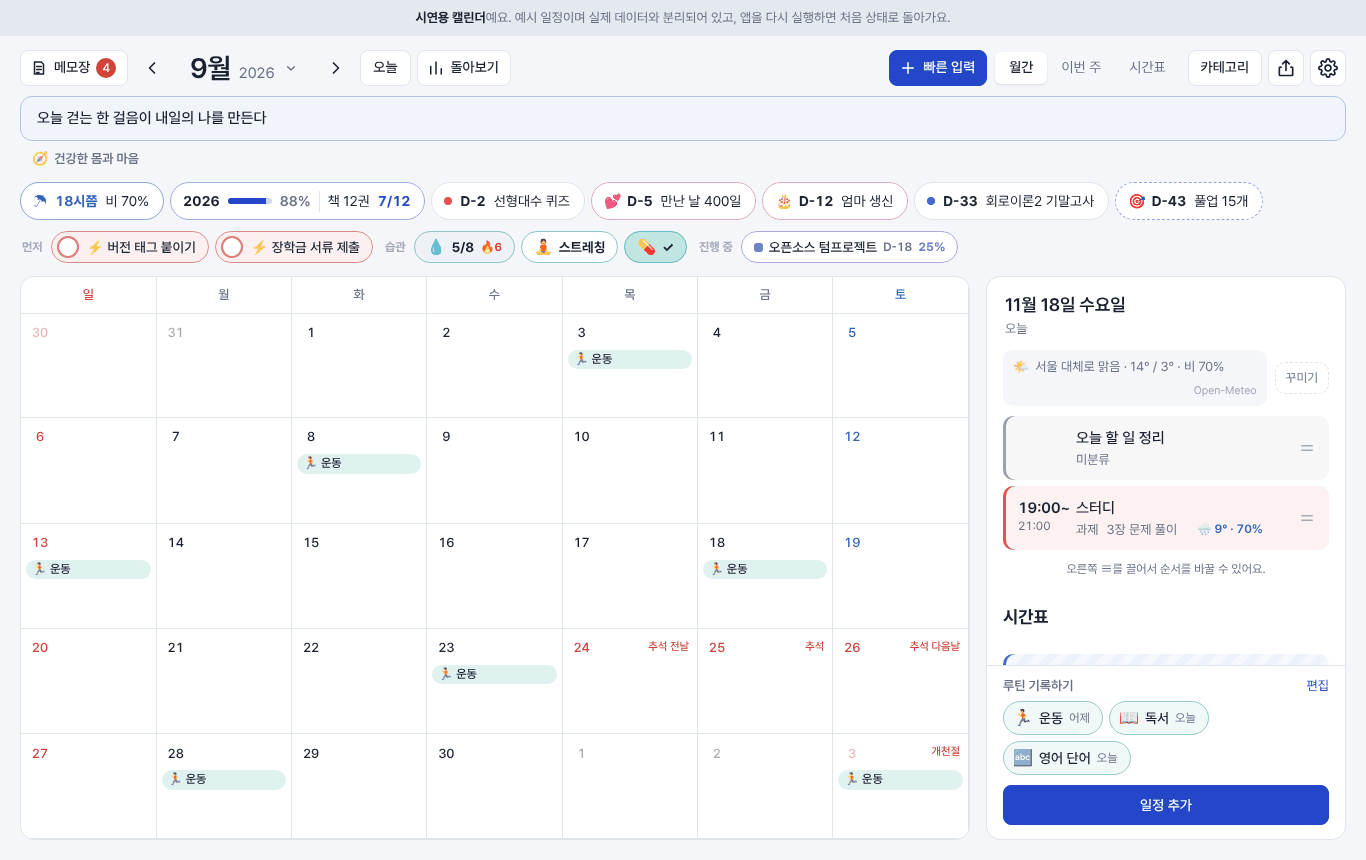 시연용 캘린더예요. 예시 일정이며 실제 데이터와 분리되어 있고, 앱을 다시 실행하면 처음 상태로 돌아가요.
메모장 4 9월 2026 오늘 돌아보기 빠른 입력 월간 이번 주 시간표 카테고리
오늘 걷는 한 걸음이 내일의 나를 만든다
건강한 몸과 마음
18시쯤 비 70% 2026 88% 책 12권 7/12 D-2 선형대수 퀴즈 D-5 만난 날 400일 D-12 엄마 생신 D-33 회로이론2 기말고사 D-43 풀업 15개
먼저 버전 태그 붙이기 장학금 서류 제출 습관 5/8 6 스트레칭 진행 중 오픈소스 텀프로젝트 D-18 25%
일 월 화 수 목 금 토
30 31 1 2 3 4 5
운동
6 7 8 9 10 11 12
운동
13 14 15 16 17 18 19
운동 운동
20 21 22 23 24 추석 전날 25 추석 26 추석 다음날
운동
27 28 29 30 1 2 3 개천절
운동 운동
11월 18일 수요일
오늘
서울 대체로 맑음 · 14° / 3° · 비 70%
Open-Meteo
꾸미기
오늘 할 일 정리
미분류
19:00~ 스터디
21:00 과제 3장 문제 풀이 9° · 70%
오른쪽 ≡를 끌어서 순서를 바꿀 수 있어요.
시간표
루틴 기록하기 편집
운동 어제 독서 오늘
abc 영어 단어 오늘
일정 추가